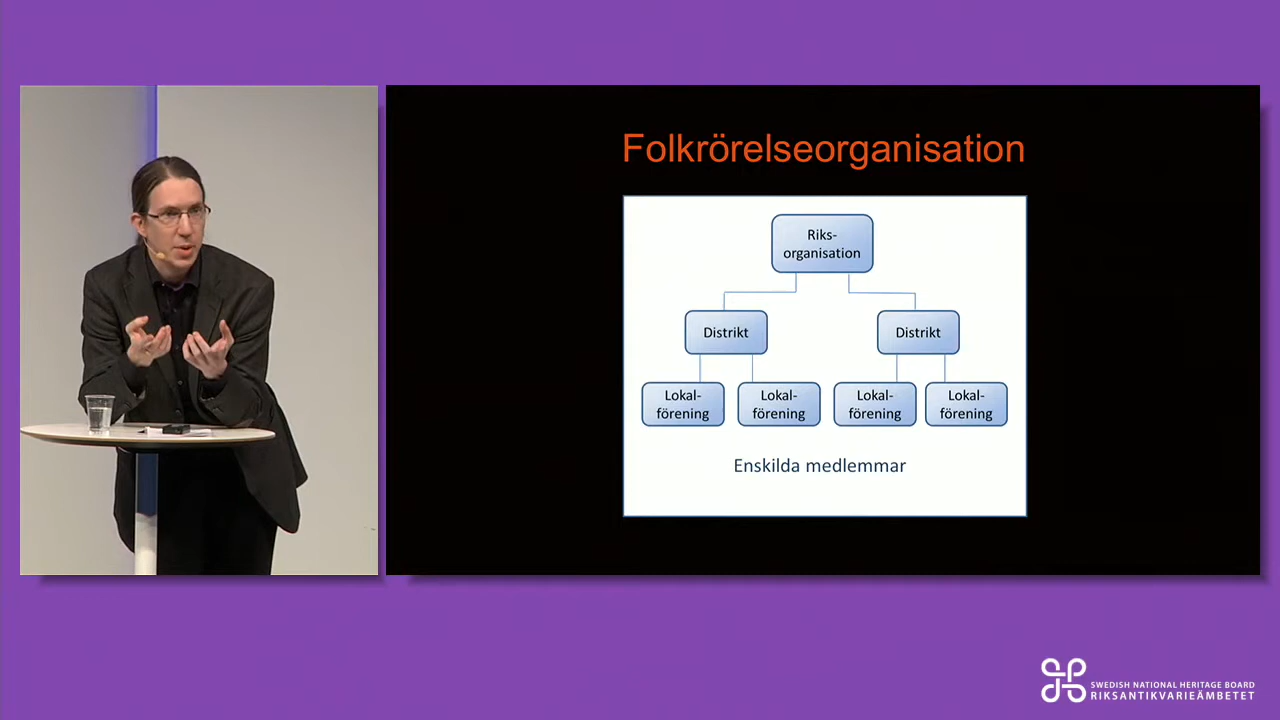 Folkrörelseorganisation
Riks-
organisation
Distrikt
Distrikt
Lokal-
förening
Lokal-
förening
Lokal-
förening
Lokal-
förening
Enskilda medlemmar
SWEDISH NATIONAL HERITAGE BOARD
RIKSANTIKVARIEÄMBETET